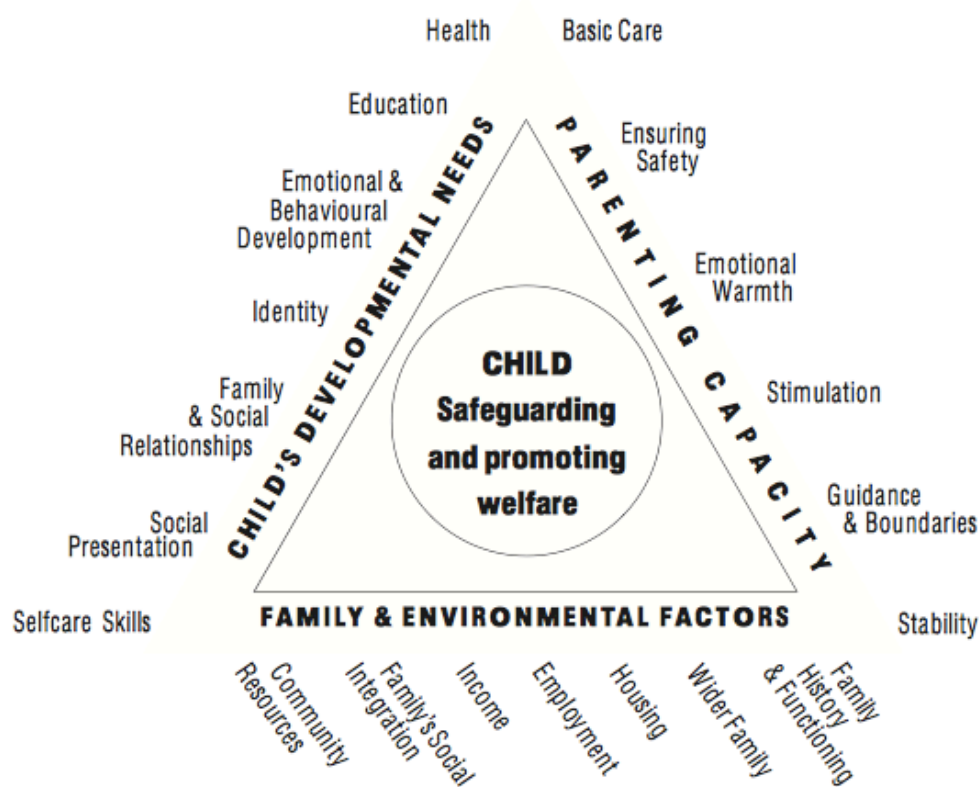 Health
Education
Emotional &
Behavioural
Development
Identity
Family
& Social
Relationships
Social
Presentation
Selfcare Skills
CHILD'S DEVELOPMENTAL NEEDS
Basic Care
Ensuring
Safety
Emotional
Warmth
Stimulation
Guidance
& Boundaries
Stability
PARENTING CAPACITY
CHILD
Safeguarding
and promoting
welfare
FAMILY & ENVIRONMENTAL FACTORS
Community
Resources
Family's Social
Integration
Income
Employment
Housing
Wider Family
Family
History
& Functioning